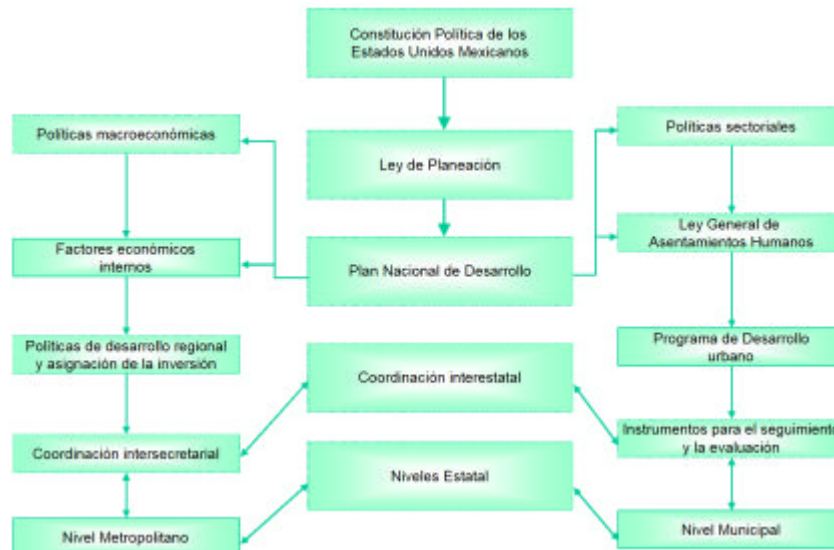 Constitución Política de los
Estados Unidos Mexicanos
Políticas macroeconómicas
Políticas sectoriales
Ley de Planeación
Factores económicos
internos
Ley General de
Asentamientos Humanos
Plan Nacional de Desarrollo
Políticas de desarrollo regional
y asignación de la inversión
Programa de Desarrollo
urbano
Coordinación interestatal
Coordinación intersecretarial
Instrumentos para el seguimiento
y la evaluación
Niveles Estatal
Nivel Metropolitano
Nivel Municipal